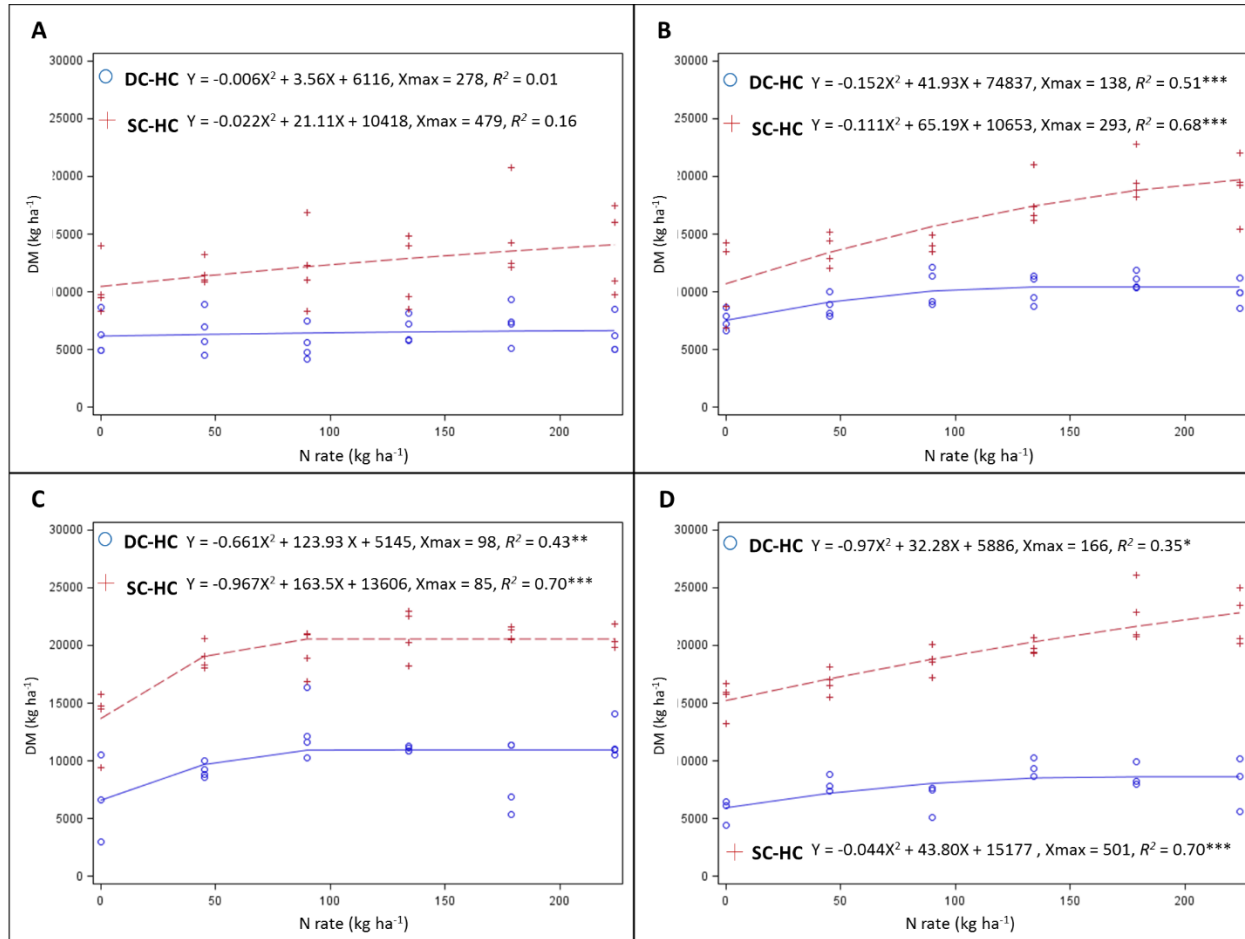 A
DC-HC Y = -0.006X² + 3.56X + 6116, Xmax = 278, R² = 0.01
SC-HC Y = -0.022X² + 21.11X + 10418, Xmax = 479, R² = 0.16
30000
25000
20000
15000
10000
5000
0
DM (kg ha⁻¹)
0 50 100 150 200
N rate (kg ha⁻¹)
B
DC-HC Y = -0.152X² + 41.93X + 74837, Xmax = 138, R² = 0.51***
SC-HC Y = -0.111X² + 65.19X + 10653, Xmax = 293, R² = 0.68***
30000
25000
20000
15000
10000
5000
0
DM (kg ha⁻¹)
0 50 100 150 200
N rate (kg ha⁻¹)
C
DC-HC Y = -0.661X² + 123.93 X + 5145, Xmax = 98, R² = 0.43**
SC-HC Y = -0.967X² + 163.5X + 13606, Xmax = 85, R² = 0.70***
30000
25000
20000
15000
10000
5000
0
DM (kg ha⁻¹)
0 50 100 150 200
N rate (kg ha⁻¹)
D
DC-HC Y = -0.97X² + 32.28X + 5886, Xmax = 166, R² = 0.35*
30000
25000
20000
15000
10000
5000
0
DM (kg ha⁻¹)
SC-HC Y = -0.044X² + 43.80X + 15177 , Xmax = 501, R² = 0.70***
0 50 100 150 200
N rate (kg ha⁻¹)